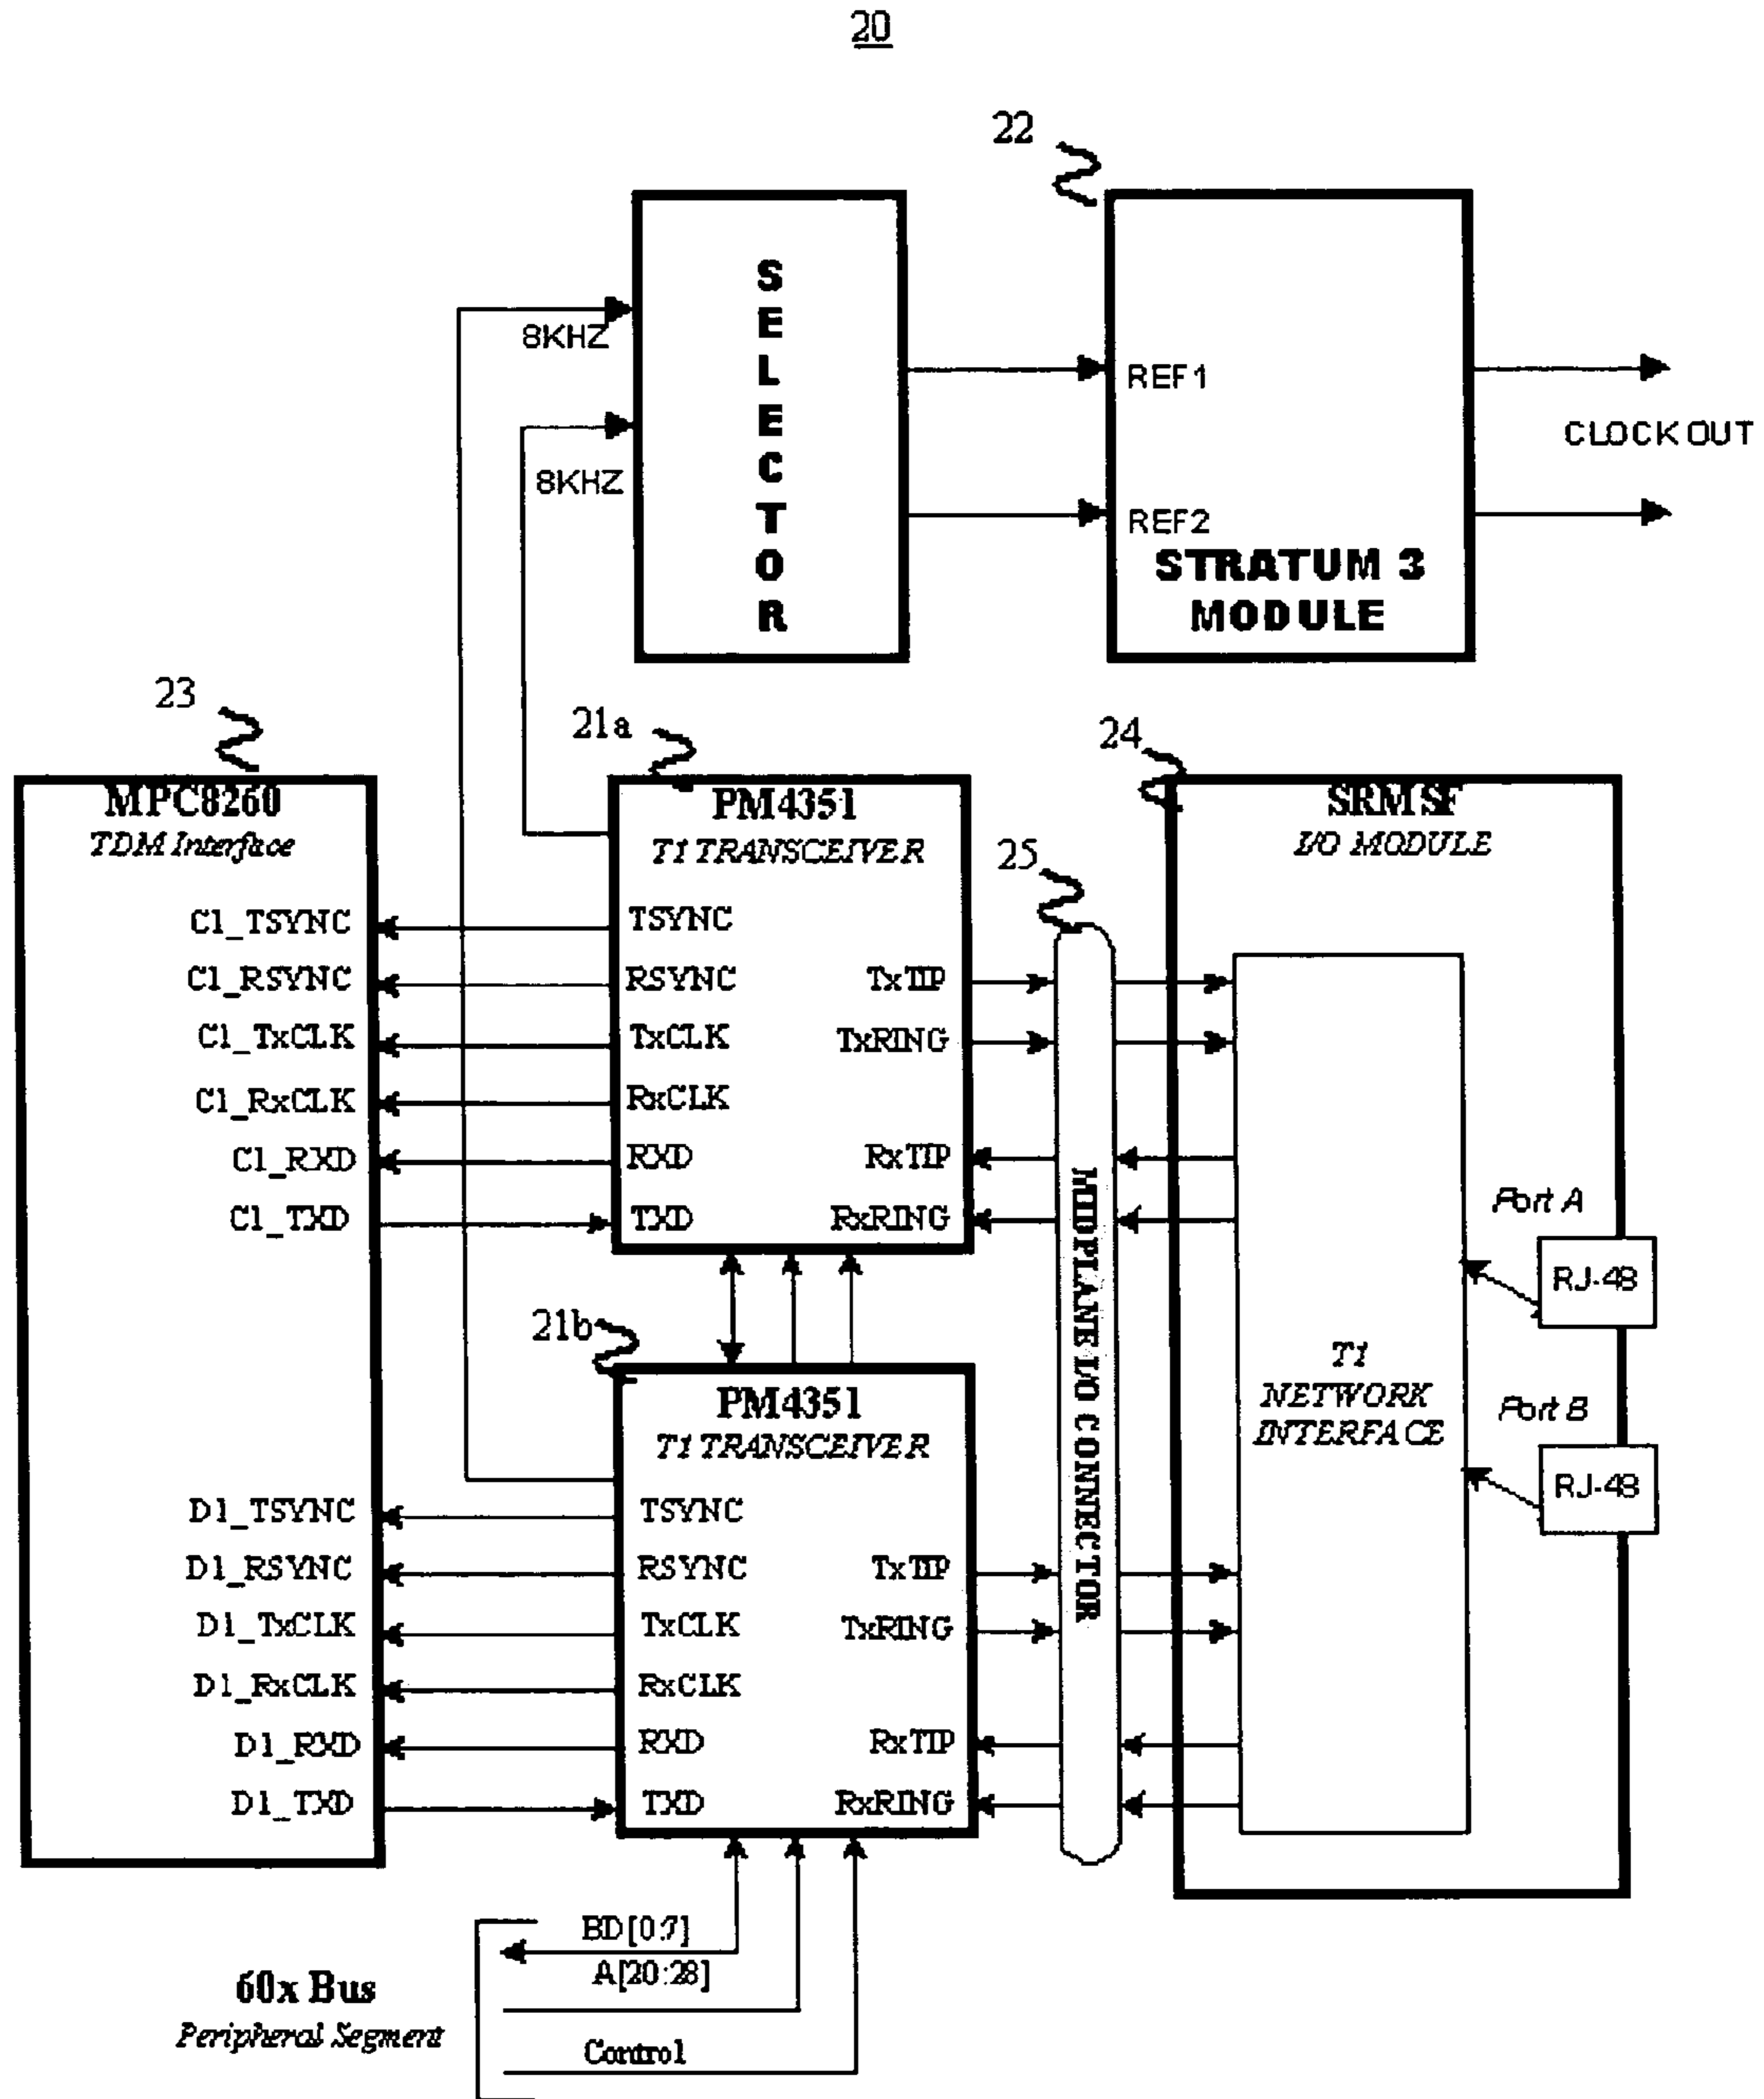 20
22
S
E
L
E
C
T
O
R
8KHZ
8KHZ
REF1
REF2
STRATUM 3
MODULE
CLOCK OUT
23
21a
24
25
MPC8260
TDM Interface
C1_TSYNC
C1_RSYNC
C1_TxCLK
C1_RxCLK
C1_RXD
C1_TXD
D1_TSYNC
D1_RSYNC
D1_TxCLK
D1_RxCLK
D1_RXD
D1_TXD
PM4351
T1 TRANSCEIVER
TSYNC
RSYNC
TxCLK
RxCLK
RXD
TXD
TxTIP
TxRING
RxTIP
RxRING
21b
PM4351
T1 TRANSCEIVER
TSYNC
RSYNC
TxCLK
RxCLK
RXD
TXD
TxTIP
TxRING
RxTIP
RxRING
MIDPLANE I/O CONNECTOR
SRMSF
I/O MODULE
T1
NETWORK
INTERFACE
Port A
RJ-48
Port B
RJ-48
60x Bus
Peripheral Segment
BD[0:7]
A[20:28]
Control